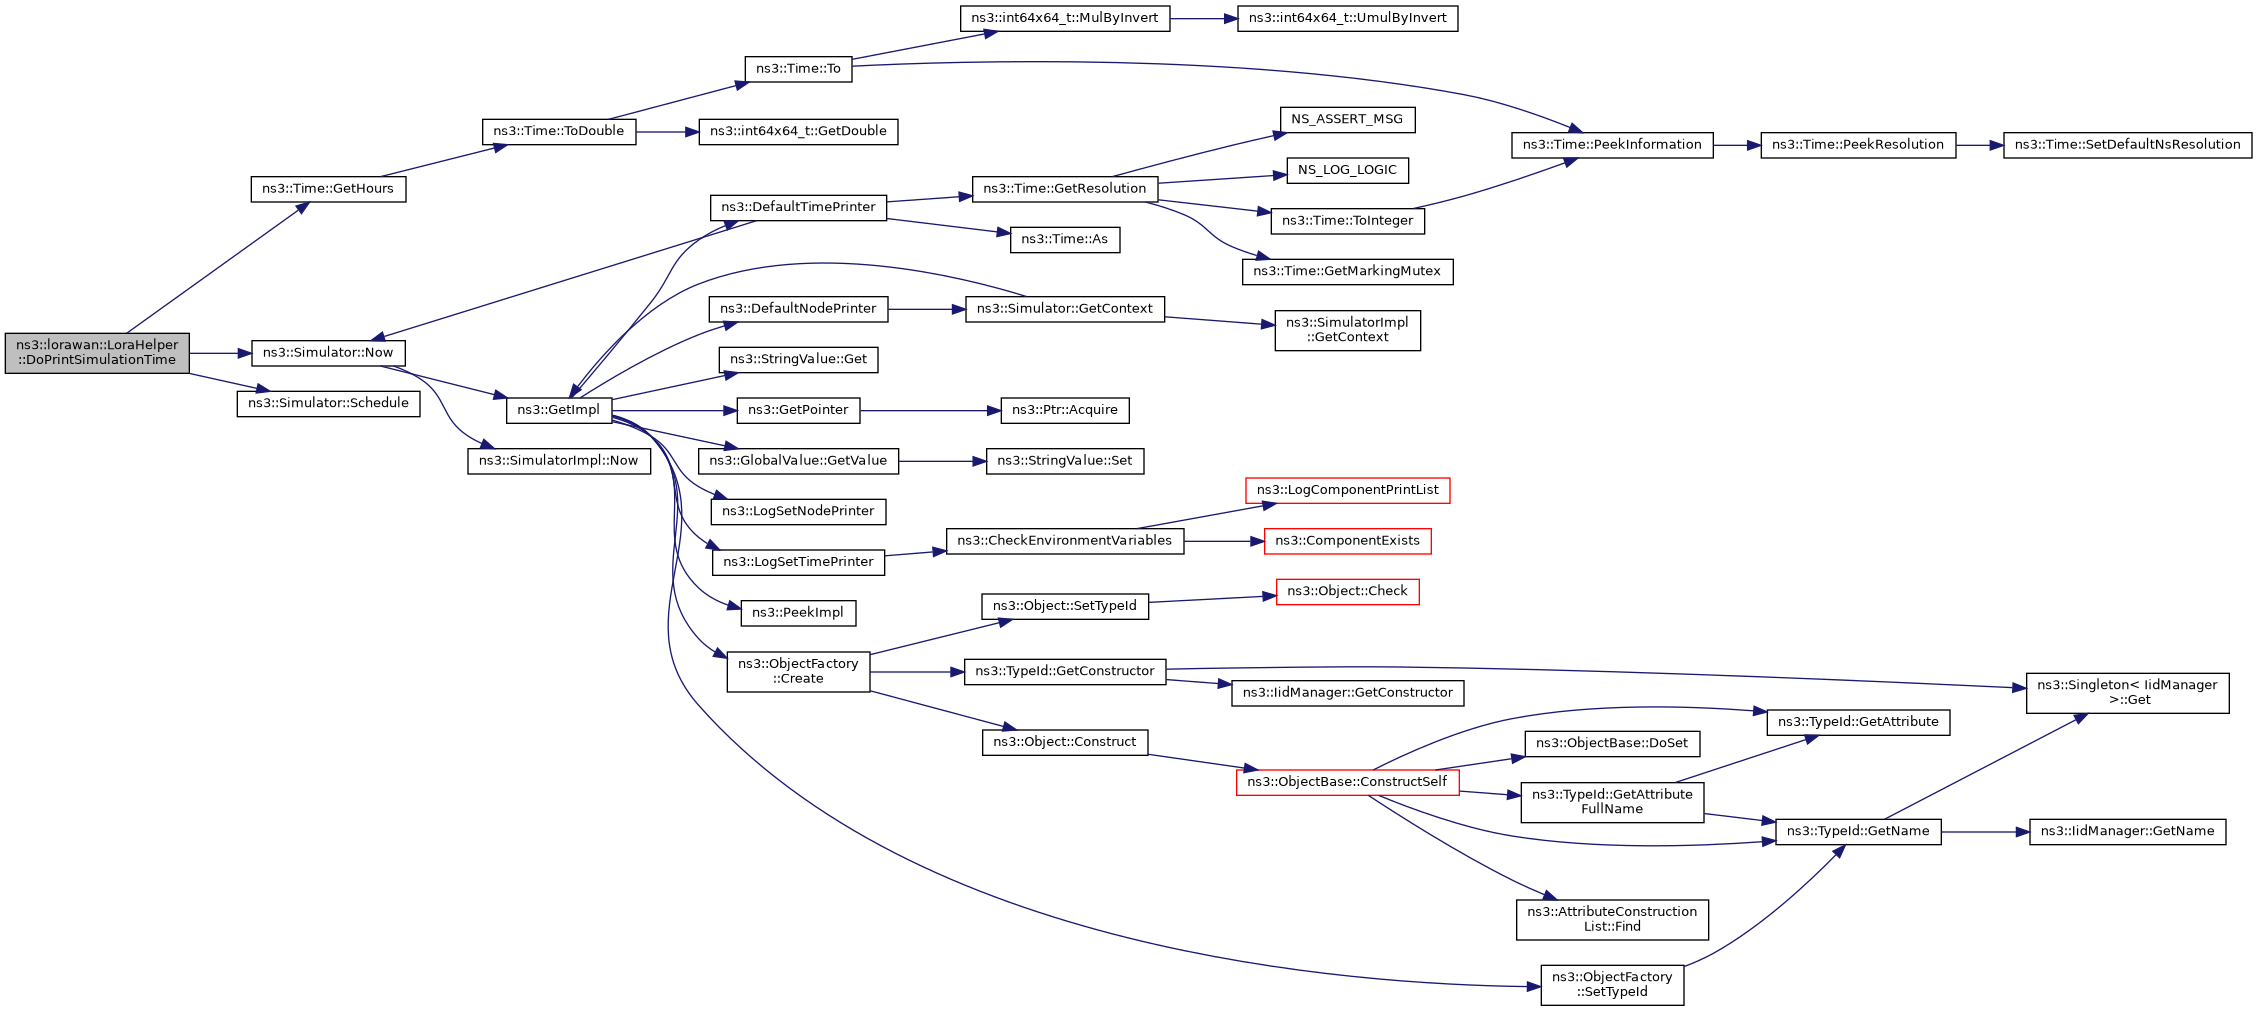 ns3::lorawan::LoraHelper
::DoPrintSimulationTime
ns3::Time::GetHours
ns3::Simulator::Now
ns3::Simulator::Schedule
ns3::Time::ToDouble
ns3::GetImpl
ns3::SimulatorImpl::Now
ns3::Time::To
ns3::int64x64_t::GetDouble
ns3::DefaultTimePrinter
ns3::DefaultNodePrinter
ns3::StringValue::Get
ns3::GetPointer
ns3::GlobalValue::GetValue
ns3::LogSetNodePrinter
ns3::LogSetTimePrinter
ns3::PeekImpl
ns3::ObjectFactory
::Create
ns3::int64x64_t::MulByInvert
ns3::Time::GetResolution
ns3::Time::As
ns3::Simulator::GetContext
ns3::Ptr::Acquire
ns3::StringValue::Set
ns3::CheckEnvironmentVariables
ns3::Object::SetTypeId
ns3::TypeId::GetConstructor
ns3::Object::Construct
ns3::int64x64_t::UmulByInvert
NS_ASSERT_MSG
NS_LOG_LOGIC
ns3::Time::ToInteger
ns3::Time::GetMarkingMutex
ns3::SimulatorImpl
::GetContext
ns3::LogComponentPrintList
ns3::ComponentExists
ns3::Object::Check
ns3::IidManager::GetConstructor
ns3::ObjectBase::ConstructSelf
ns3::Time::PeekInformation
ns3::ObjectBase::DoSet
ns3::TypeId::GetAttribute
FullName
ns3::AttributeConstruction
List::Find
ns3::ObjectFactory
::SetTypeId
ns3::Time::PeekResolution
ns3::TypeId::GetAttribute
ns3::TypeId::GetName
ns3::Time::SetDefaultNsResolution
ns3::Singleton< IidManager
>::Get
ns3::IidManager::GetName